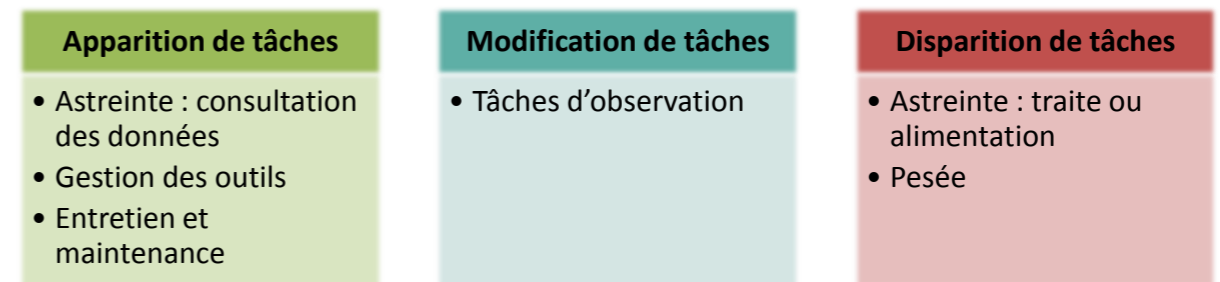 Apparition de tâches
• Astreinte : consultation
des données
• Gestion des outils
• Entretien et
maintenance
Modification de tâches
• Tâches d’observation
Disparition de tâches
• Astreinte : traite ou
alimentation
• Pesée